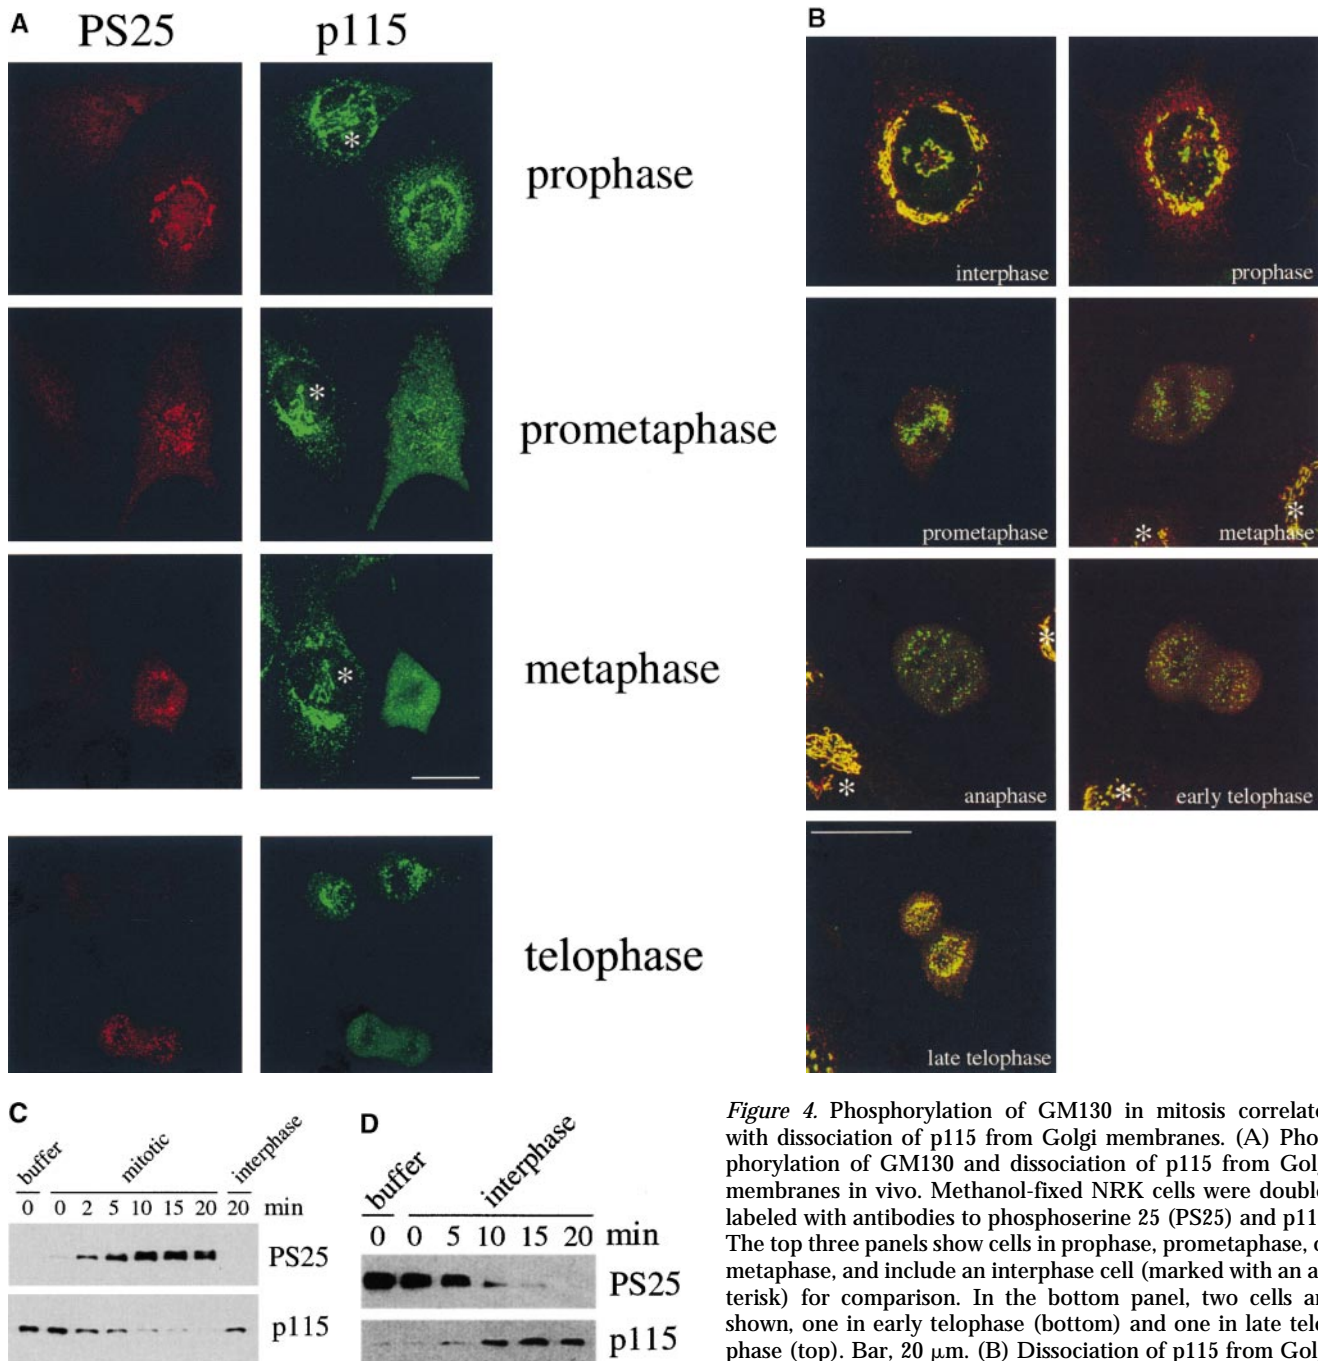 A
PS25 p115
prophase
*
prometaphase
*
metaphase
*
telophase
B
interphase
prophase
prometaphase
metaphase
* *
anaphase
* *
early telophase
*
late telophase
C
buffer mitotic interphase
0 0 2 5 10 15 20 20 min
PS25
p115
D
buffer interphase
0 0 5 10 15 20 min
PS25
p115
Figure 4. Phosphorylation of GM130 in mitosis correlate
with dissociation of p115 from Golgi membranes. (A) Phos
phorylation of GM130 and dissociation of p115 from Golg
membranes in vivo. Methanol-fixed NRK cells were double
labeled with antibodies to phosphoserine 25 (PS25) and p11
The top three panels show cells in prophase, prometaphase, o
metaphase, and include an interphase cell (marked with an a
terisk) for comparison. In the bottom panel, two cells ar
shown, one in early telophase (bottom) and one in late telo
phase (top). Bar, 20 μm. (B) Dissociation of p115 from Gol